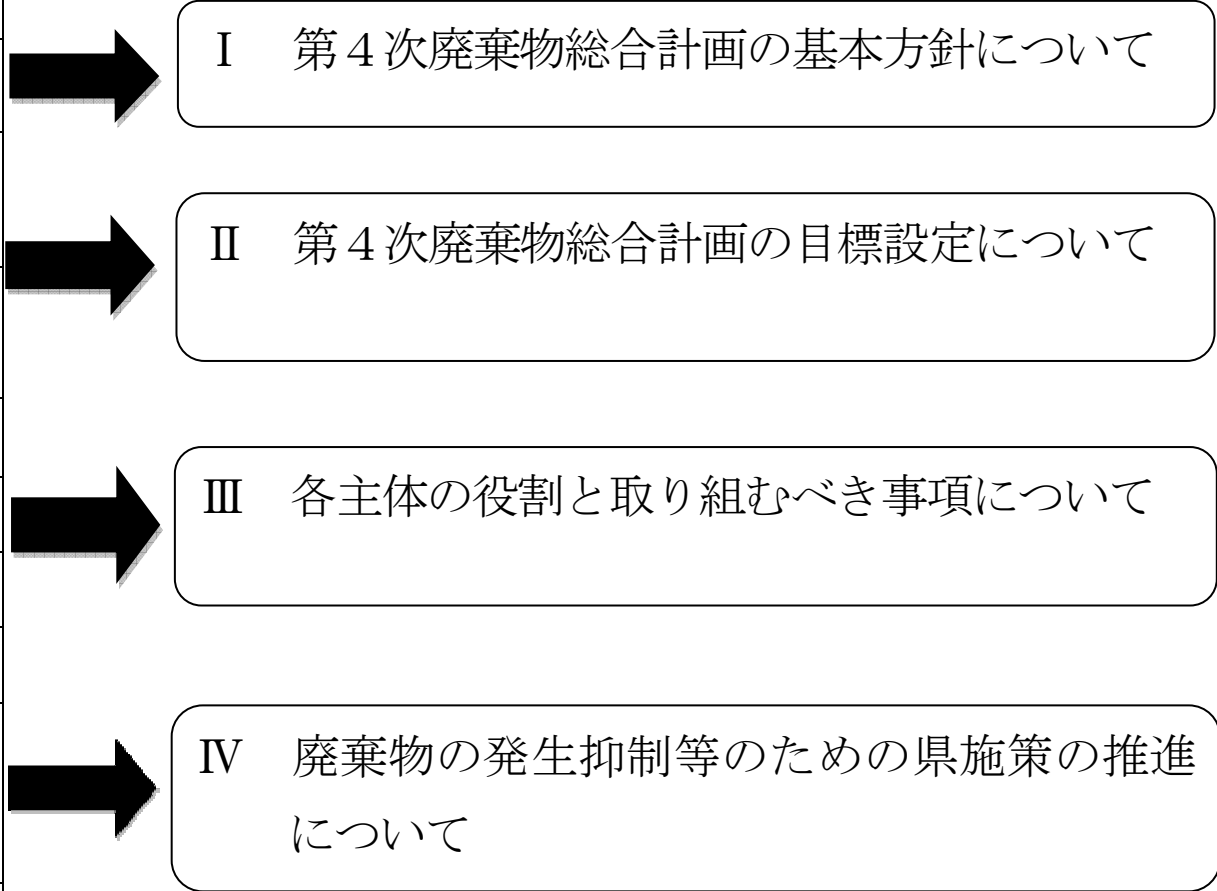 Ⅰ　第４次廃棄物総合計画の基本方針について
Ⅱ　第４次廃棄物総合計画の目標設定について
Ⅲ　各主体の役割と取り組むべき事項について
Ⅳ　廃棄物の発生抑制等のための県施策の推進
について